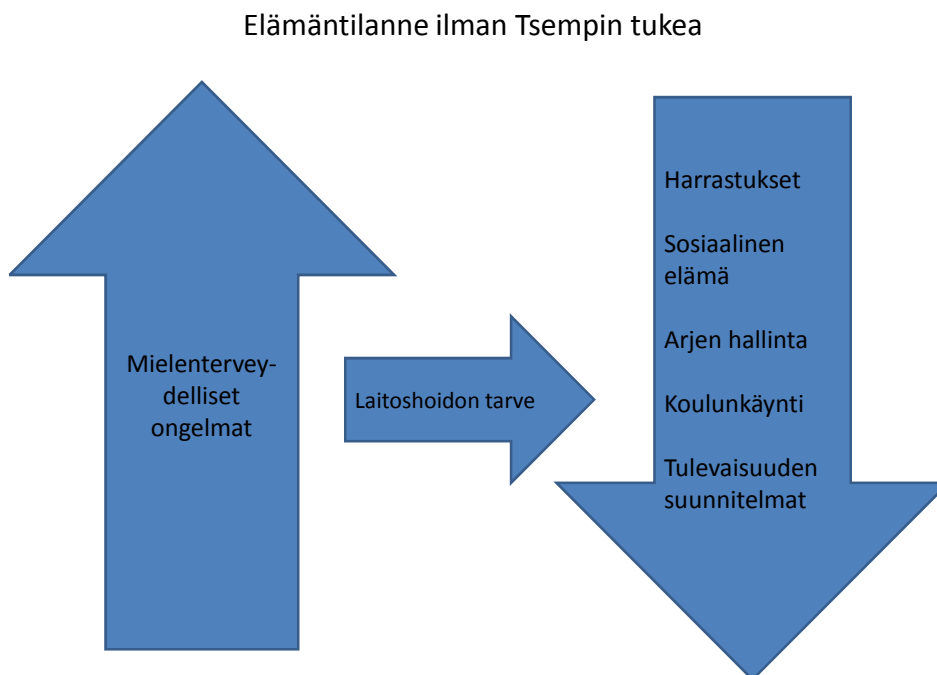 Elämäntilanne ilman Tsempin tukea
Mielentervey-
delliset
ongelmat
Laitoshoidon tarve
Harrastukset
Sosiaalinen
elämä
Arjen hallinta
Koulunkäynti
Tulevaisuuden
suunnitelmat